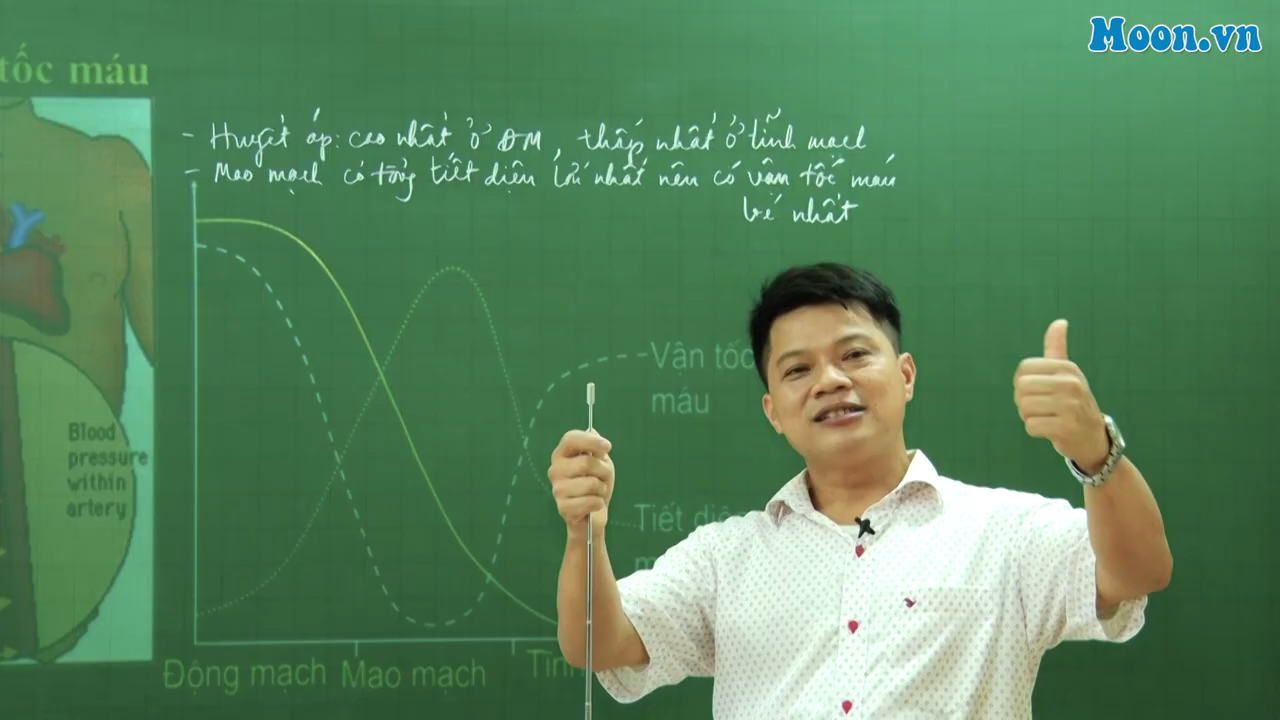 Moon.vn
tốc máu
- Huyết áp: cao nhất ở ĐM, thấp nhất ở tĩnh mạch
- Mao mạch có tổng tiết diện lớn nhất nên có vận tốc máu
bé nhất
Vận tốc
máu
Blood
pressure
within
artery
Tiết diện
Động mạch Mao mạch Tĩnh